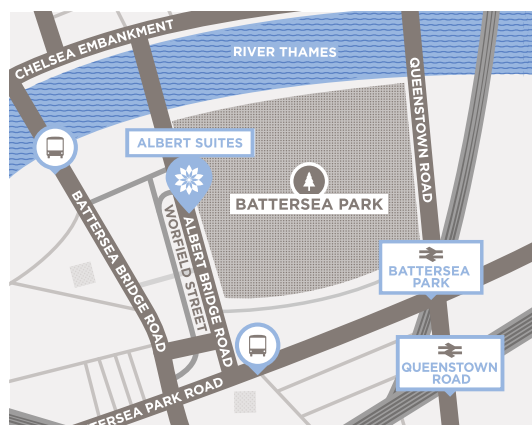 CHELSEA EMBANKMENT
RIVER THAMES
QUEENSTOWN ROAD
ALBERT SUITES
BATTERSEA PARK
BATTERSEA BRIDGE ROAD
WORFIELD STREET
ALBERT BRIDGE ROAD
BATTERSEA
PARK
QUEENSTOWN
ROAD
TTERSEA PARK ROAD